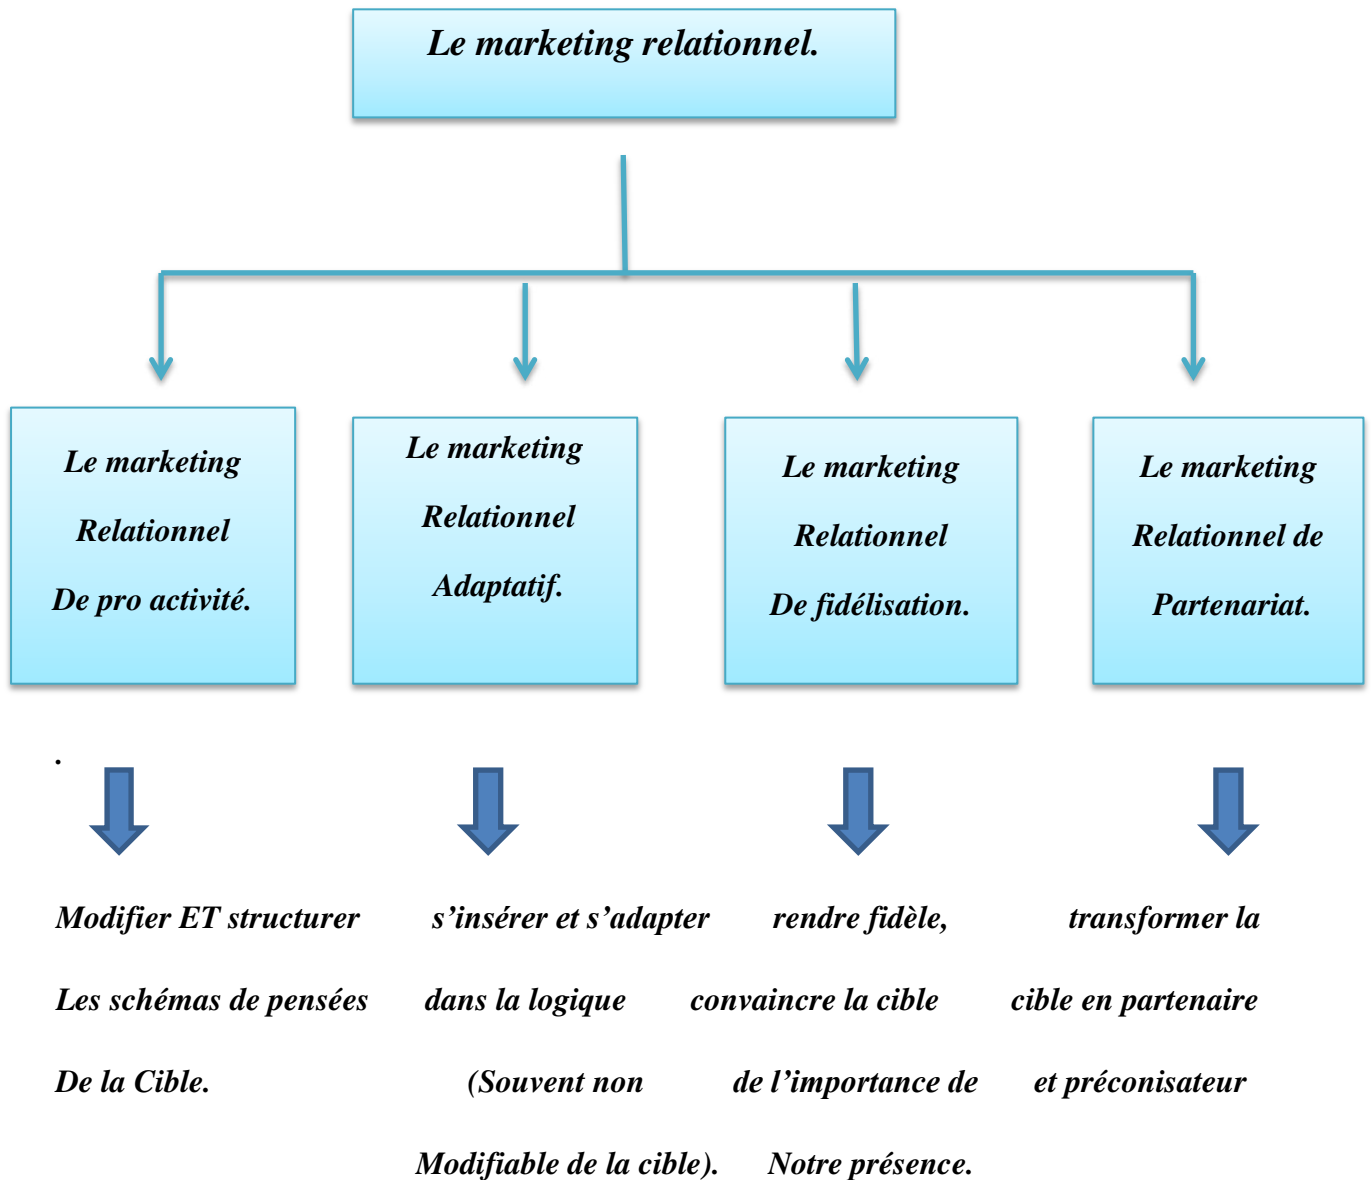 Le marketing relationnel.
Le marketing
Relationnel
De pro activité.
Le marketing
Relationnel
Adaptatif.
Le marketing
Relationnel
De fidélisation.
Le marketing
Relationnel de
Partenariat.
.
Modifier ET structurer
Les schémas de pensées
De la Cible.
s’insérer et s’adapter
dans la logique
(Souvent non
Modifiable de la cible).
rendre fidèle,
convaincre la cible
de l’importance de
Notre présence.
transformer la
cible en partenaire
et préconisateur